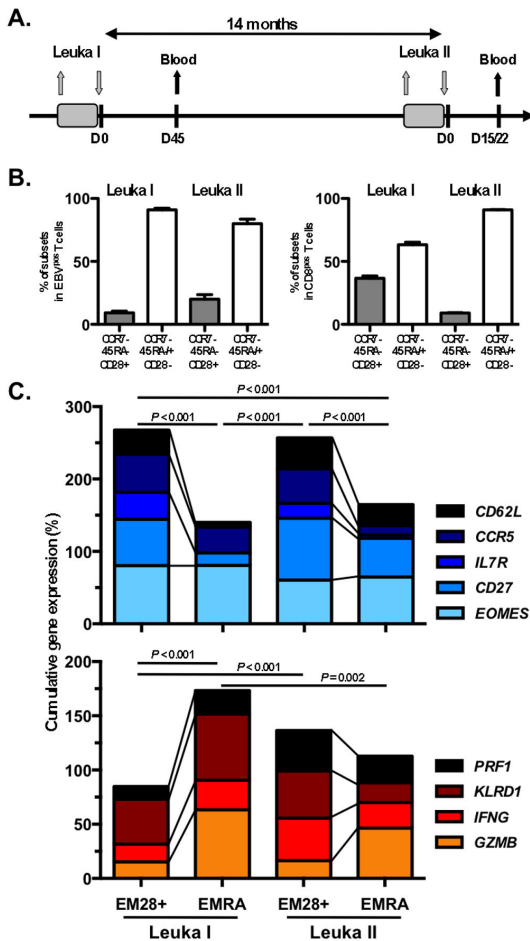 A.
14 months
Leuka I
Leuka II
Blood
Blood
D0
D45
D0
D15/22
B.
Leuka I
Leuka II
% of subsets
in EBVpos T cells
100
50
0
CCR7-
45RA-
CD28+
CCR7-
45RA-/+
CD28-
CCR7-
45RA-
CD28+
CCR7-
45RA-/+
CD28-
Leuka I
Leuka II
% of subsets
in CD8pos T cells
100
50
0
CCR7-
45RA-
CD28+
CCR7-
45RA-/+
CD28-
CCR7-
45RA-
CD28+
CCR7-
45RA-/+
CD28-
C.
P < 0.001
P < 0.001
P < 0.001
P < 0.001
300
200
100
0
CD62L
CCR5
IL7R
CD27
EOMES
Cumulative gene expression (%)
P < 0.001
P < 0.001
P = 0.002
200
150
100
50
0
PRF1
KLRD1
IFNG
GZMB
EM28+
EMRA
EM28+
EMRA
Leuka I
Leuka II